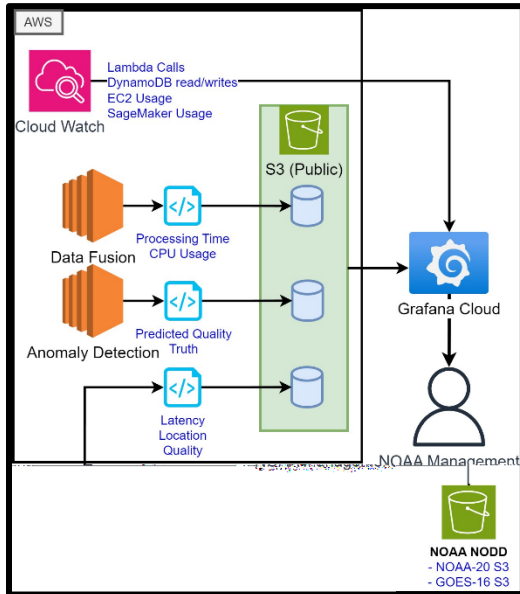 AWS
Lambda Calls
DynamoDB read/writes
EC2 Usage
SageMaker Usage
Cloud Watch
S3 (Public)
Data Fusion
Processing Time
CPU Usage
Grafana Cloud
Anomaly Detection
Predicted Quality
Truth
Latency
Location
Quality
NOAA Management
NOAA NODD
- NOAA-20 S3
- GOES-16 S3